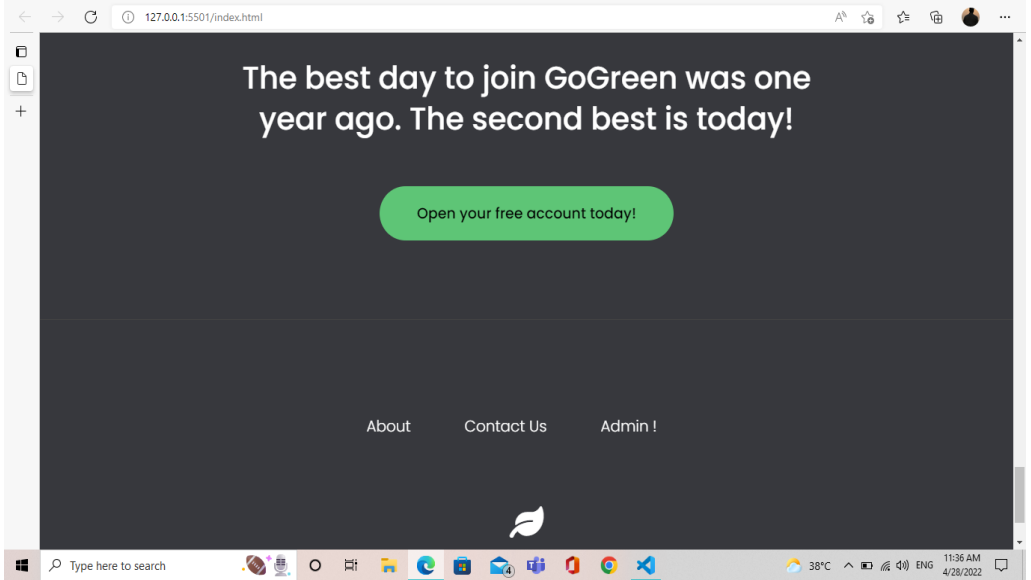 127.0.0.1:5501/index.html
The best day to join GoGreen was one
year ago. The second best is today!
Open your free account today!
About Contact Us Admin !
Type here to search
4
38°C
ENG
11:36 AM
4/28/2022